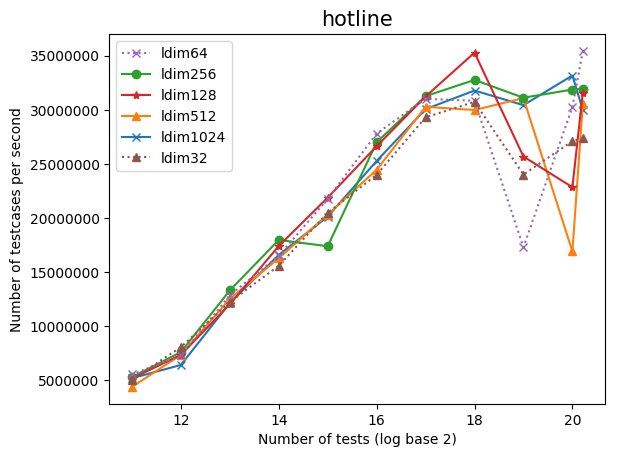 hotline
ldim64
ldim256
ldim128
ldim512
ldim1024
ldim32
Number of testcases per second
35000000
30000000
25000000
20000000
15000000
10000000
5000000
12 14 16 18 20
Number of tests (log base 2)